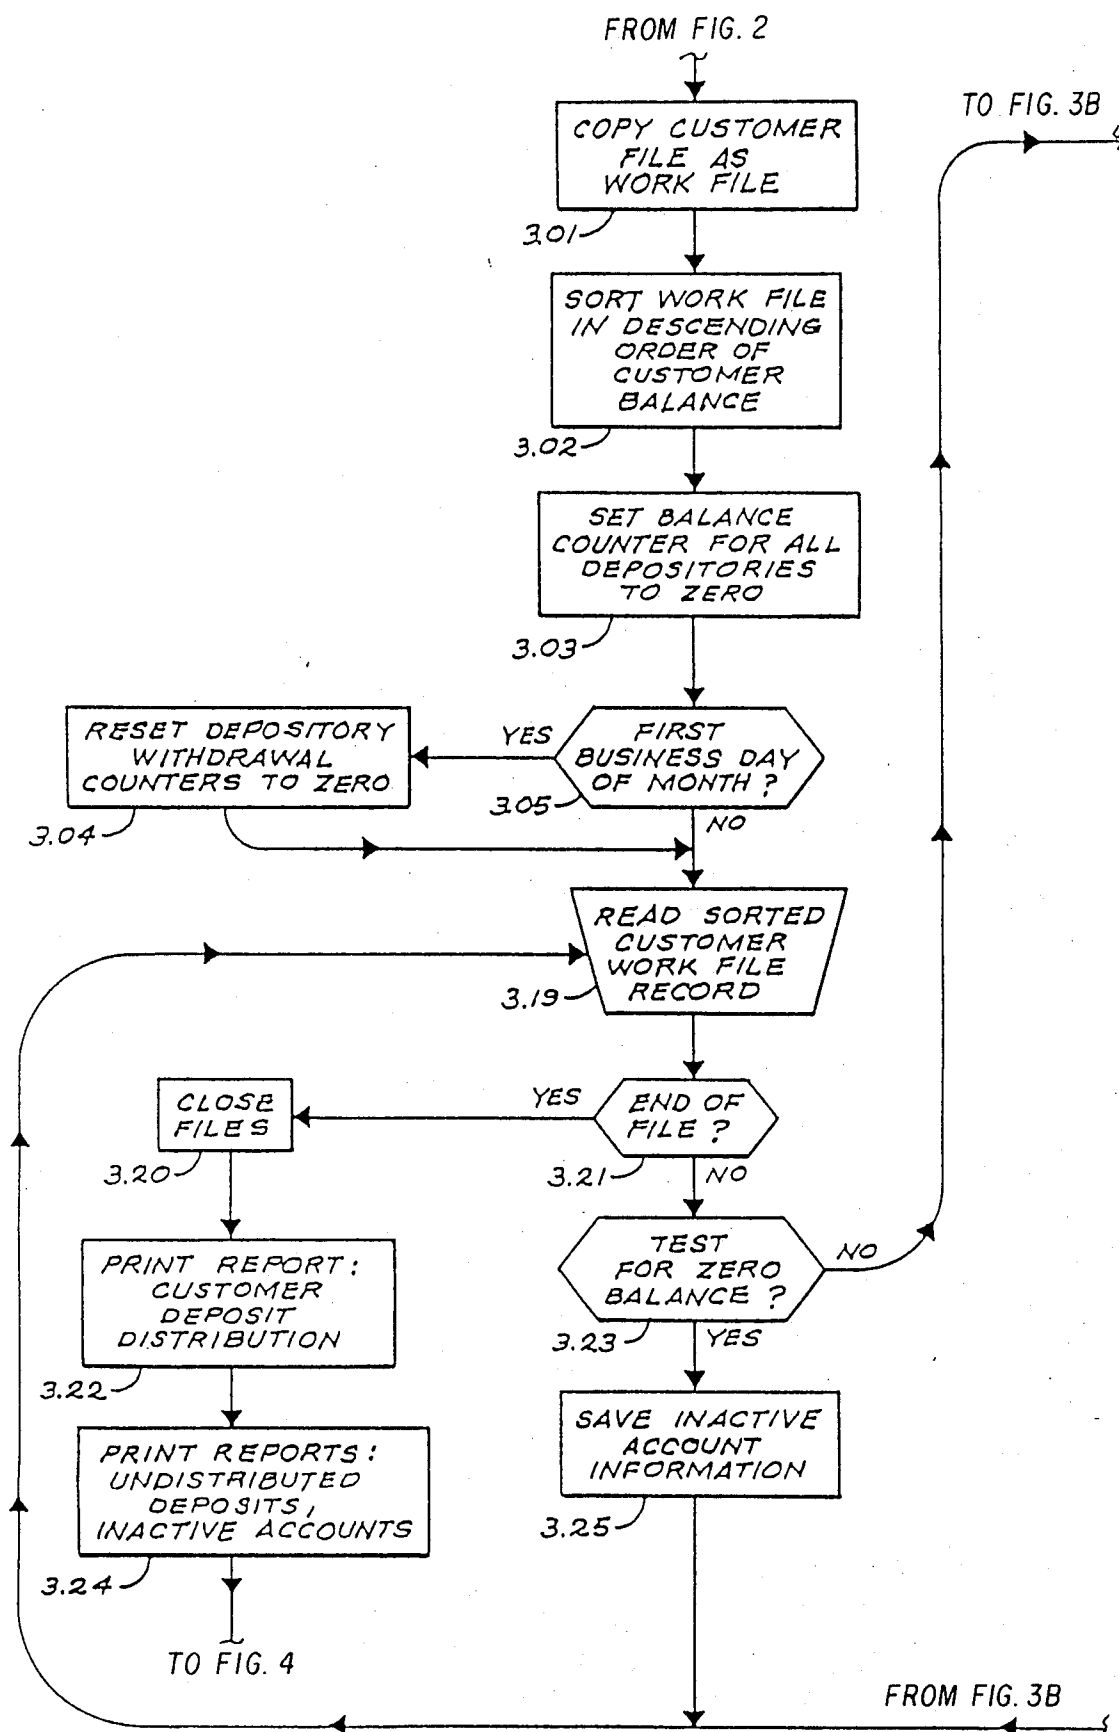 FROM FIG. 2
TO FIG. 3B
COPY CUSTOMER
FILE AS
WORK FILE
3.01
SORT WORK FILE
IN DESCENDING
ORDER OF
CUSTOMER
BALANCE
3.02
SET BALANCE
COUNTER FOR ALL
DEPOSITORIES
TO ZERO
3.03
FIRST
BUSINESS DAY
OF MONTH ?
3.05
YES
NO
RESET DEPOSITORY
WITHDRAWAL
COUNTERS TO ZERO
3.04
READ SORTED
CUSTOMER
WORK FILE
RECORD
3.19
END OF
FILE ?
3.21
YES
NO
CLOSE
FILES
3.20
TEST
FOR ZERO
BALANCE ?
3.23
NO
YES
PRINT REPORT:
CUSTOMER
DEPOSIT
DISTRIBUTION
3.22
SAVE INACTIVE
ACCOUNT
INFORMATION
3.25
PRINT REPORTS:
UNDISTRIBUTED
DEPOSITS,
INACTIVE ACCOUNTS
3.24
TO FIG. 4
FROM FIG. 3B